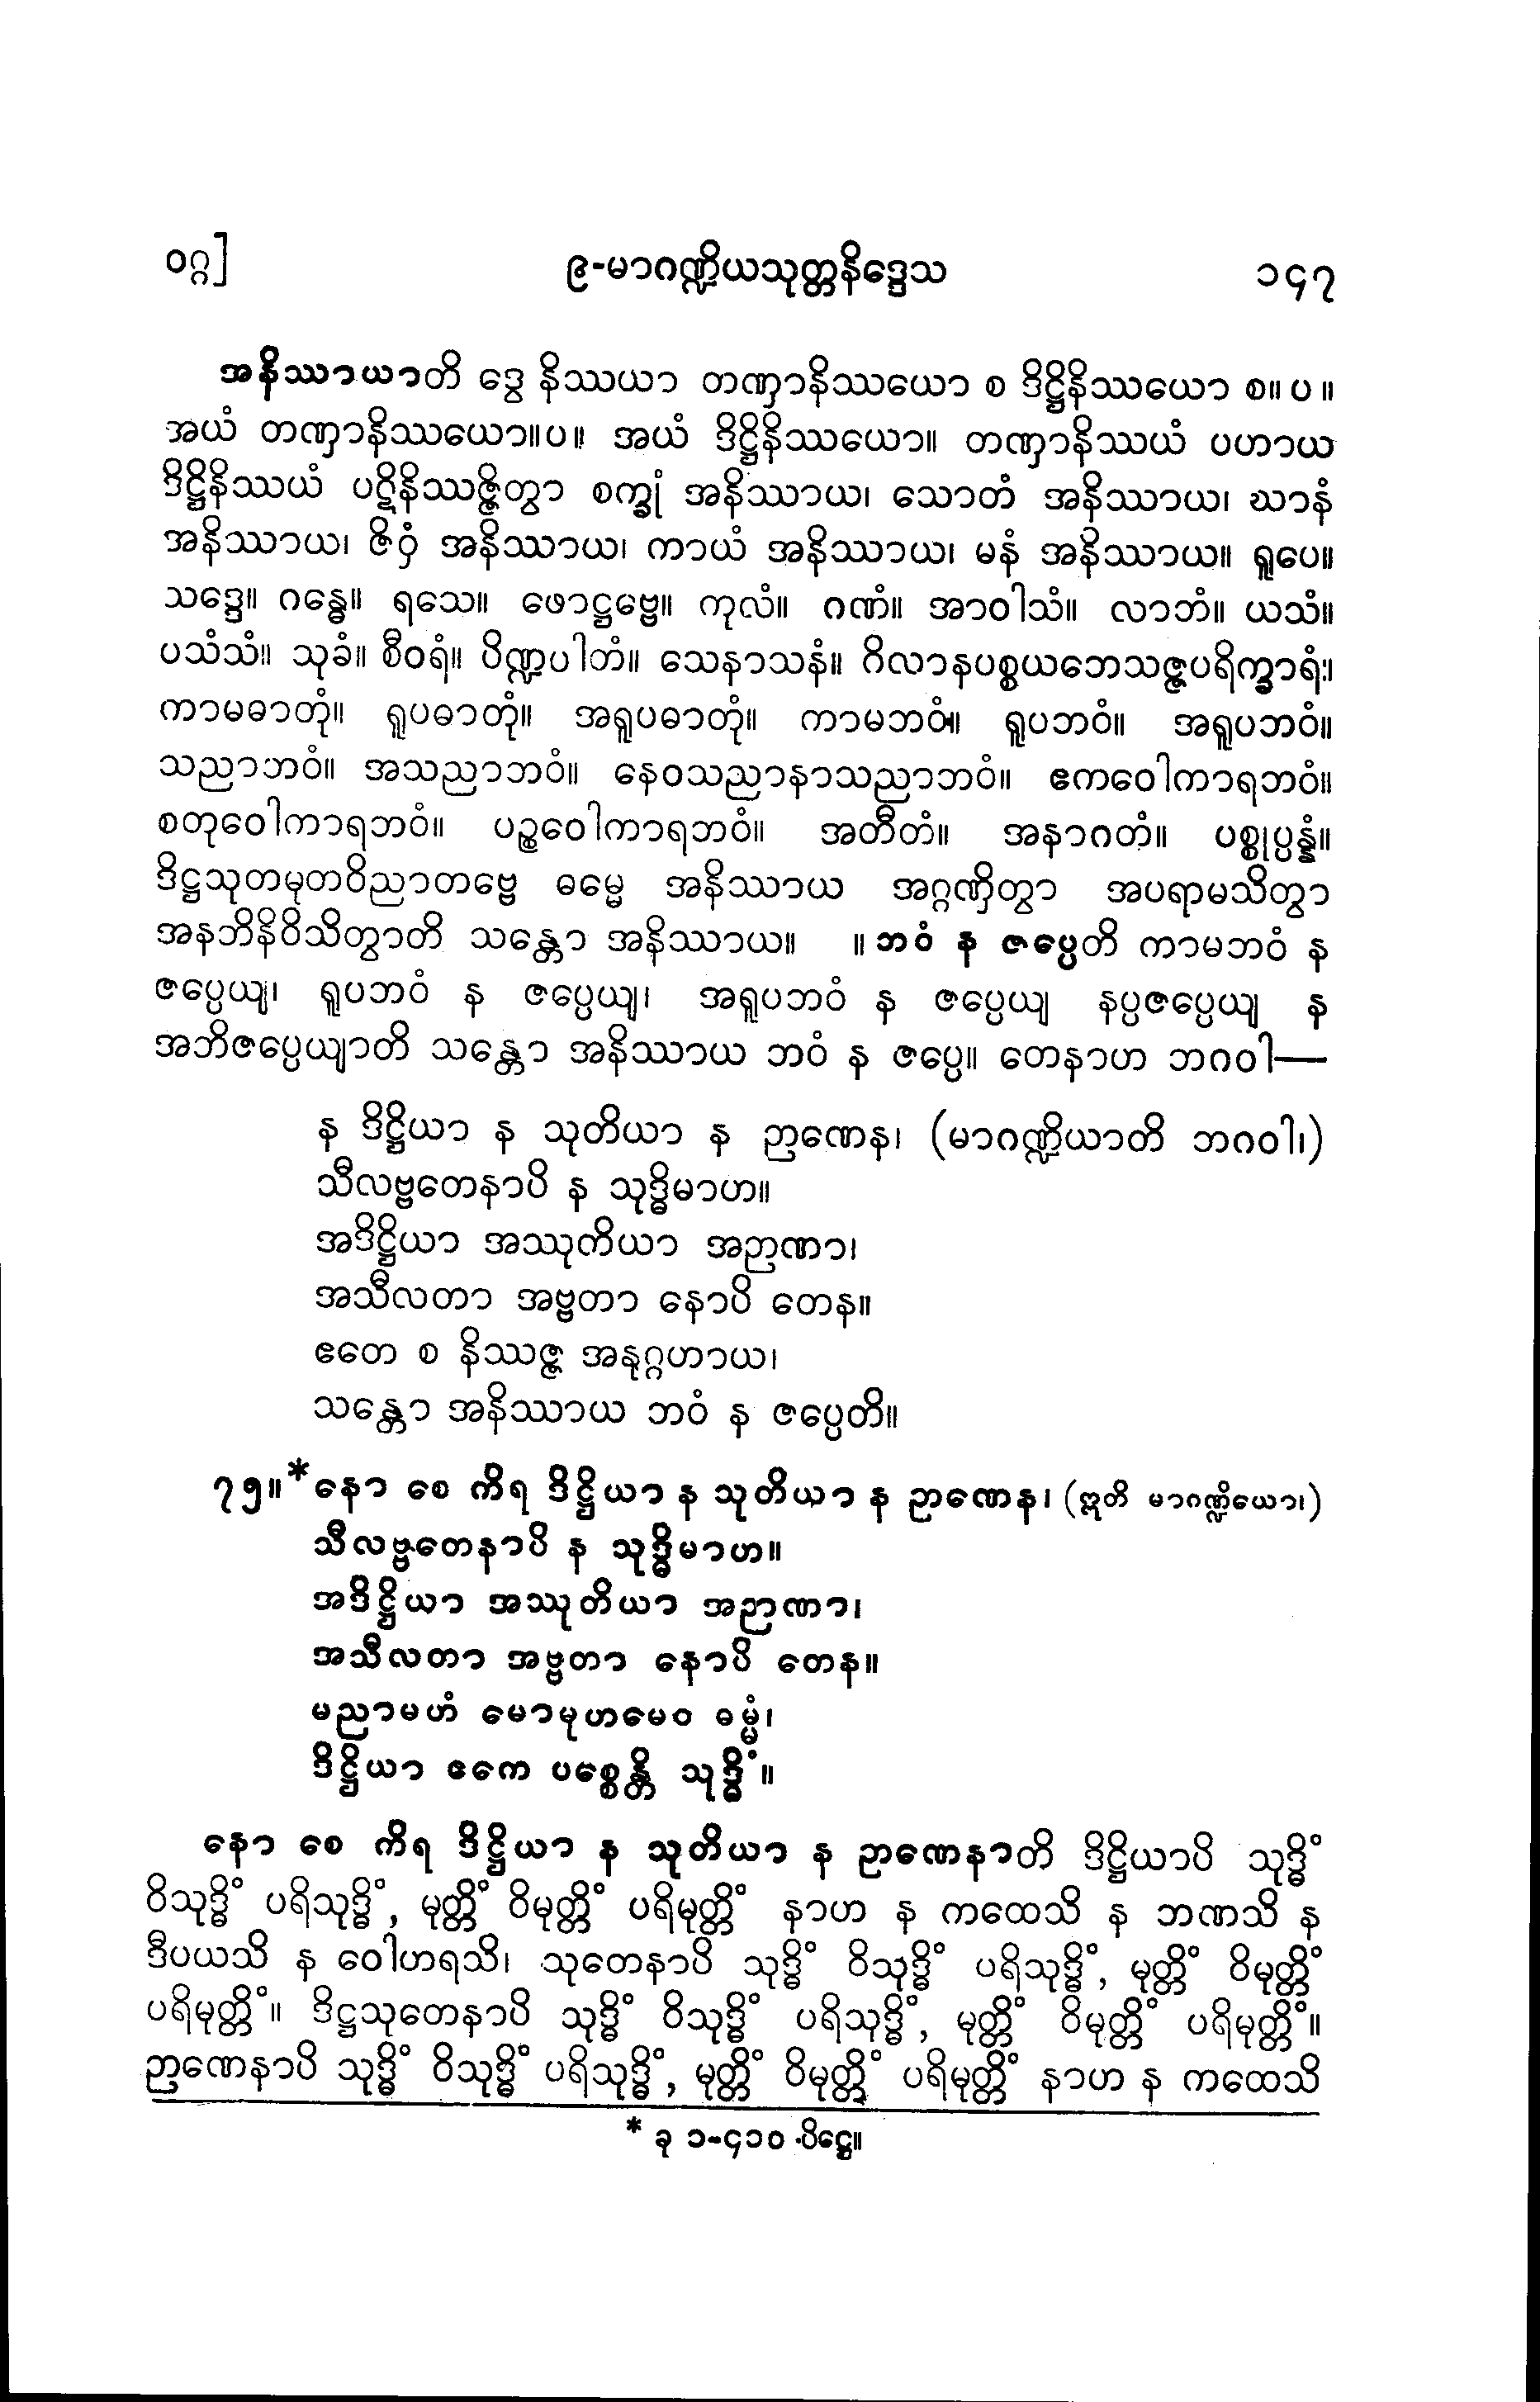 ဝဂ္ဂ] ၉-မာဂဏ္ဍိယသုတ္တနိဒ္ဒေသ ၁၄၇
အနိဿာယာတိ ဒွေ နိဿယာ တဏှာနိဿယော စ ဒိဋ္ဌိနိဿယော စ။ ပ ။
အယံ တဏှာနိဿယော။ပ။ အယံ ဒိဋ္ဌိနိဿယော။ တဏှာနိဿယံ ပဟာယ
ဒိဋ္ဌိနိဿယံ ပဋိနိဿဇ္ဇိတွာ စက္ခုံ အနိဿာယ၊ သောတံ အနိဿာယ၊ ဃာနံ
အနိဿာယ၊ ဇိဝှံ အနိဿာယ၊ ကာယံ အနိဿာယ၊ မနံ အနိဿာယ။ ရူပေ။
သဒ္ဒေ။ ဂန္ဓေ။ ရသေ။ ဖောဋ္ဌဗ္ဗေ။ ကုလံ။ ဂဏံ။ အာဝါသံ။ လာဘံ။ ယသံ။
ပသံသံ။ သုခံ။ စီဝရံ။ ပိဏ္ဍပါတံ။ သေနာသနံ။ ဂိလာနပစ္စယဘေသဇ္ဇပရိက္ခာရံ။
ကာမဓာတုံ။ ရူပဓာတုံ။ အရူပဓာတုံ။ ကာမဘဝံ။ ရူပဘဝံ။ အရူပဘဝံ။
သညာဘဝံ။ အသညာဘဝံ။ နေဝသညာနာသညာဘဝံ။ ဧကဝေါကာရဘဝံ။
စတုဝေါကာရဘဝံ။ ပဉ္စဝေါကာရဘဝံ။ အတီတံ။ အနာဂတံ။ ပစ္စုပ္ပန္နံ။
ဒိဋ္ဌသုတမုတဝိညာတဗ္ဗေ ဓမ္မေ အနိဿာယ အဂ္ဂဏှိတွာ အပရာမသိတွာ
အနဘိနိဝိသိတွာတိ သန္တော အနိဿာယ။ ။ ဘဝံ န ဇပ္ပေတိ ကာမဘဝံ န
ဇပ္ပေယျ၊ ရူပဘဝံ န ဇပ္ပေယျ၊ အရူပဘဝံ န ဇပ္ပေယျ နပ္ပဇပ္ပေယျ န
အဘိဇပ္ပေယျာတိ သန္တော အနိဿာယ ဘဝံ န ဇပ္ပေ။ တေနာဟ ဘဂဝါ—
န ဒိဋ္ဌိယာ န သုတိယာ န ဉာဏေန၊ (မာဂဏ္ဍိယာတိ ဘဂဝါ၊)
သီလဗ္ဗတေနာပိ န သုဒ္ဓိမာဟ။
အဒိဋ္ဌိယာ အဿုတိယာ အဉာဏာ၊
အသီလတာ အဗ္ဗတာ နောပိ တေန။
ဧတေ စ နိဿဇ္ဇ အနုဂ္ဂဟာယ၊
သန္တော အနိဿာယ ဘဝံ န ဇပ္ပေတိ။
၇၅။* နော စေ ကိရ ဒိဋ္ဌိယာ န သုတိယာ န ဉာဏေန၊ (ဣတိ မာဂဏ္ဍိယော၊)
သီလဗ္ဗတေနာပိ န သုဒ္ဓိမာဟ။
အဒိဋ္ဌိယာ အဿုတိယာ အဉာဏာ၊
အသီလတာ အဗ္ဗတာ နောပိ တေန။
မညာမဟံ မောမုဟမေဝ ဓမ္မံ၊
ဒိဋ္ဌိယာ ဧကေ ပစ္စေန္တိ သုဒ္ဓိံ။
နော စေ ကိရ ဒိဋ္ဌိယာ န သုတိယာ န ဉာဏေနာတိ ဒိဋ္ဌိယာပိ သုဒ္ဓိံ
ဝိသုဒ္ဓိံ ပရိသုဒ္ဓိံ, မုတ္တိံ ဝိမုတ္တိံ ပရိမုတ္တိံ နာဟ န ကထေသိ န ဘဏသိ န
ဒီပယသိ န ဝေါဟရသိ၊ သုတေနာပိ သုဒ္ဓိံ ဝိသုဒ္ဓိံ ပရိသုဒ္ဓိံ, မုတ္တိံ ဝိမုတ္တိံ
ပရိမုတ္တိံ။ ဒိဋ္ဌသုတေနာပိ သုဒ္ဓိံ ဝိသုဒ္ဓိံ ပရိသုဒ္ဓိံ, မုတ္တိံ ဝိမုတ္တိံ ပရိမုတ္တိံ။
ဉာဏေနာပိ သုဒ္ဓိံ ဝိသုဒ္ဓိံ ပရိသုဒ္ဓိံ, မုတ္တိံ ဝိမုတ္တိံ ပရိမုတ္တိံ နာဟ န ကထေသိ
* ခု ၁-၄၁၀ ပိဋ္ဌေ။